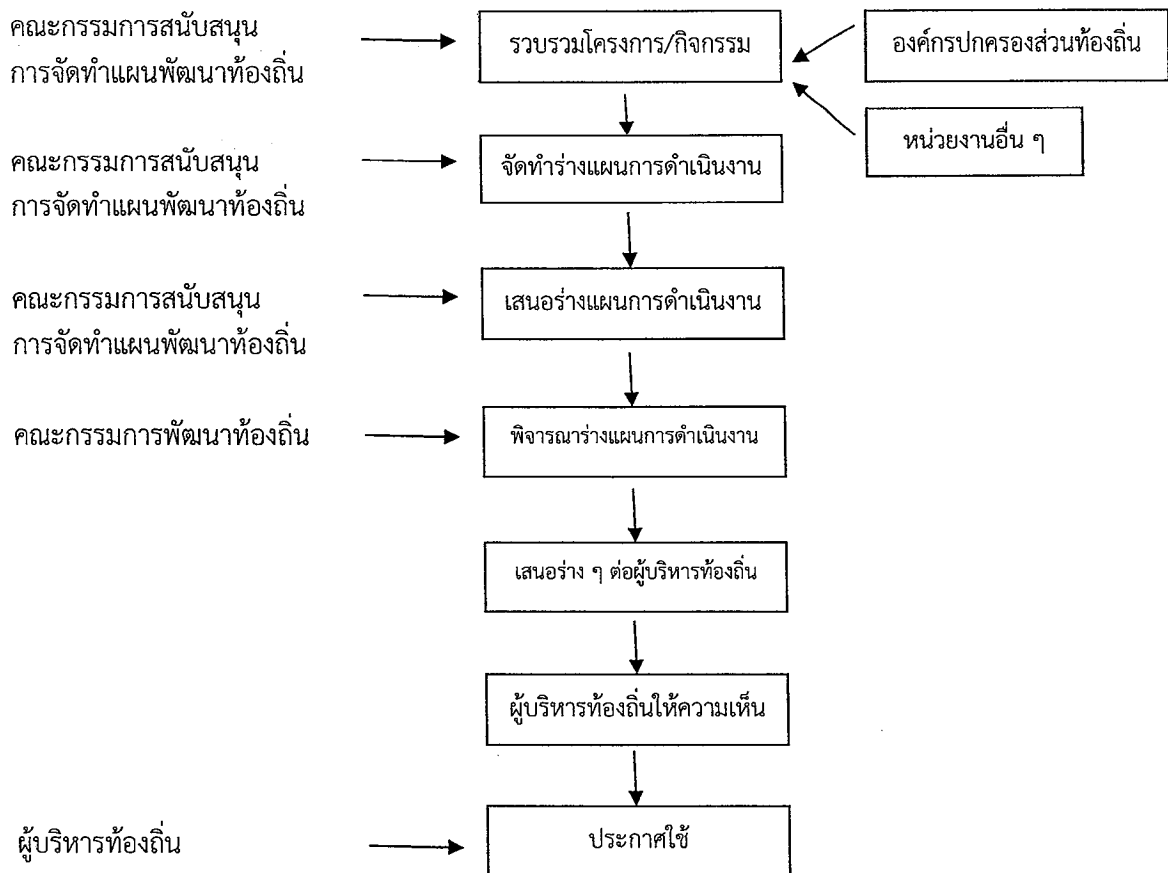 คณะกรรมการสนับสนุน
การจัดทำแผนพัฒนาท้องถิ่น
รวบรวมโครงการ/กิจกรรม
องค์กรปกครองส่วนท้องถิ่น
หน่วยงานอื่น ๆ
คณะกรรมการสนับสนุน
การจัดทำแผนพัฒนาท้องถิ่น
จัดทำร่างแผนการดำเนินงาน
คณะกรรมการสนับสนุน
การจัดทำแผนพัฒนาท้องถิ่น
เสนอร่างแผนการดำเนินงาน
คณะกรรมการพัฒนาท้องถิ่น
พิจารณาร่างแผนการดำเนินงาน
เสนอร่าง ๆ ต่อผู้บริหารท้องถิ่น
ผู้บริหารท้องถิ่นให้ความเห็น
ผู้บริหารท้องถิ่น
ประกาศใช้